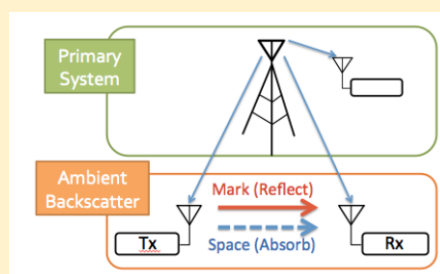 Primary
System
Ambient
Backscatter
Mark (Reflect)
Tx
Space (Absorb)
Rx